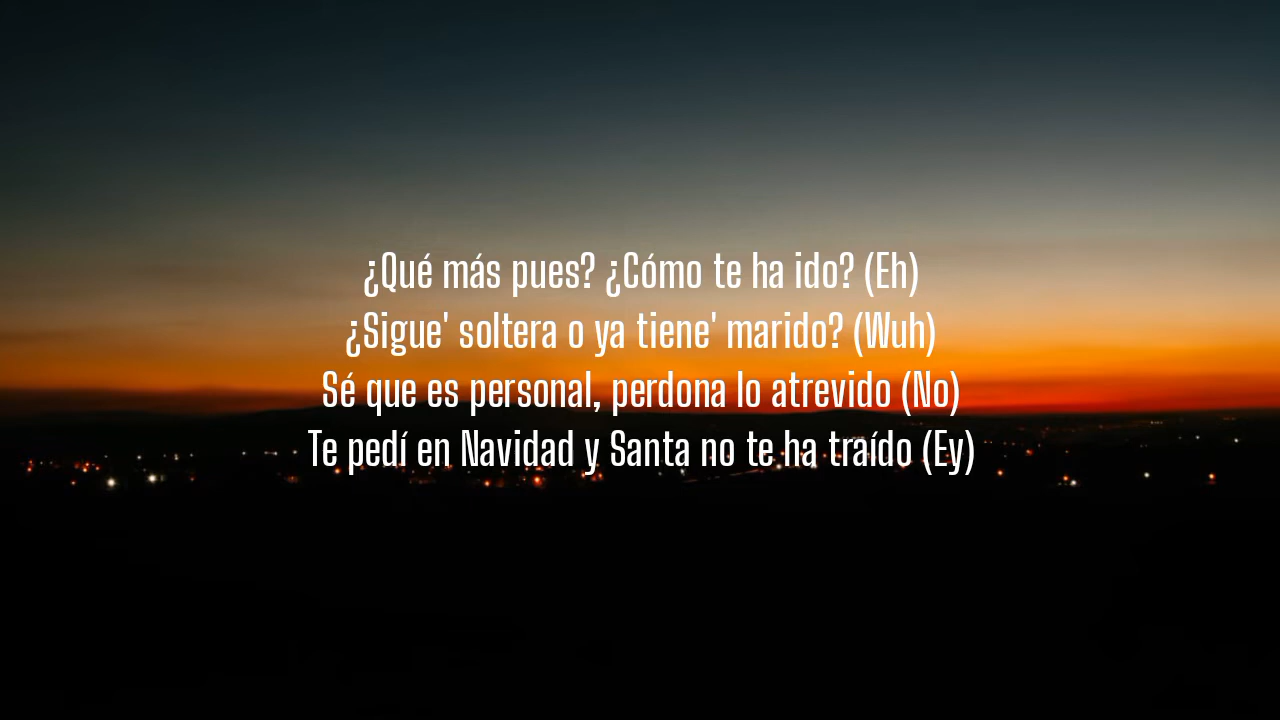 ¿Qué más pues? ¿Cómo te ha ido? (Eh)
¿Sigue' soltera o ya tiene' marido? (Wuh)
Sé que es personal, perdona lo atrevido (No)
Te pedí en Navidad y Santa no te ha traído (Ey)